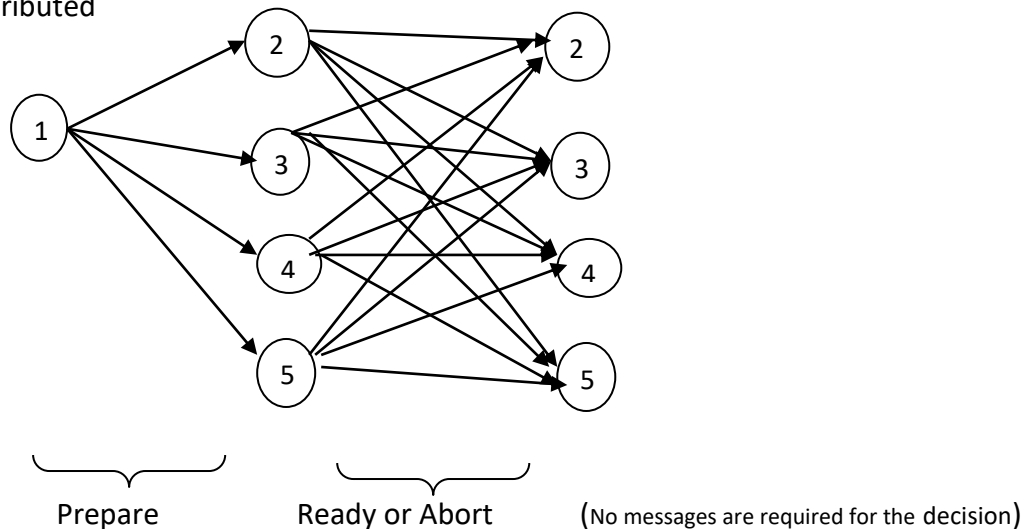 ributed
2 2
1
3 3
4 4
5 5
Prepare Ready or Abort (No messages are required for the decision)